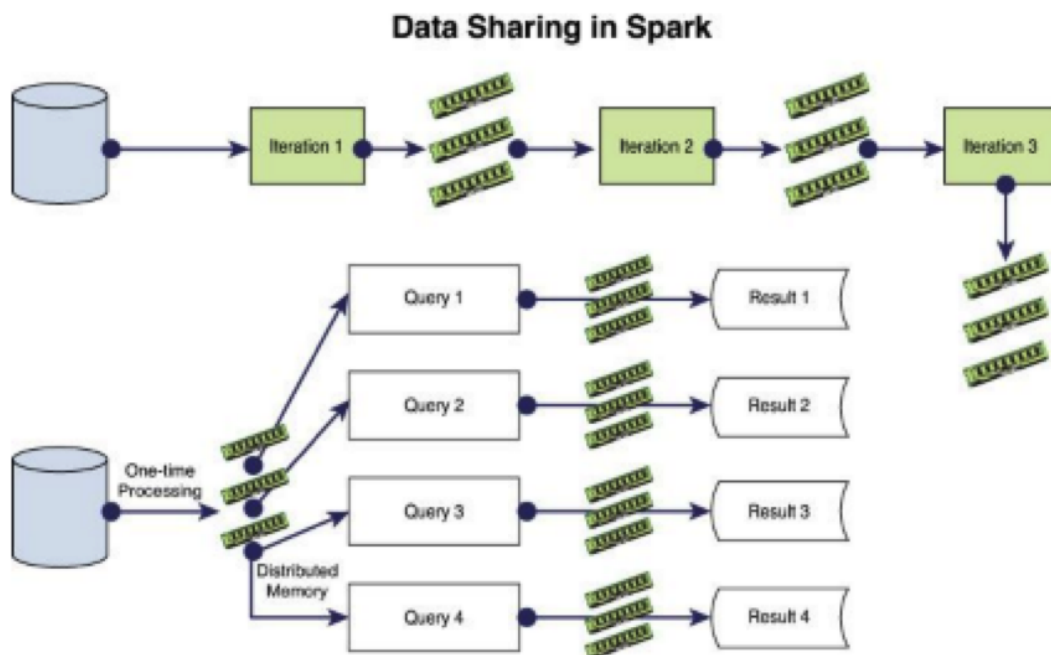 Data Sharing in Spark
Iteration 1
Iteration 2
Iteration 3
Query 1
Result 1
Query 2
Result 2
One-time
Processing
Query 3
Result 3
Distributed
Memory
Query 4
Result 4